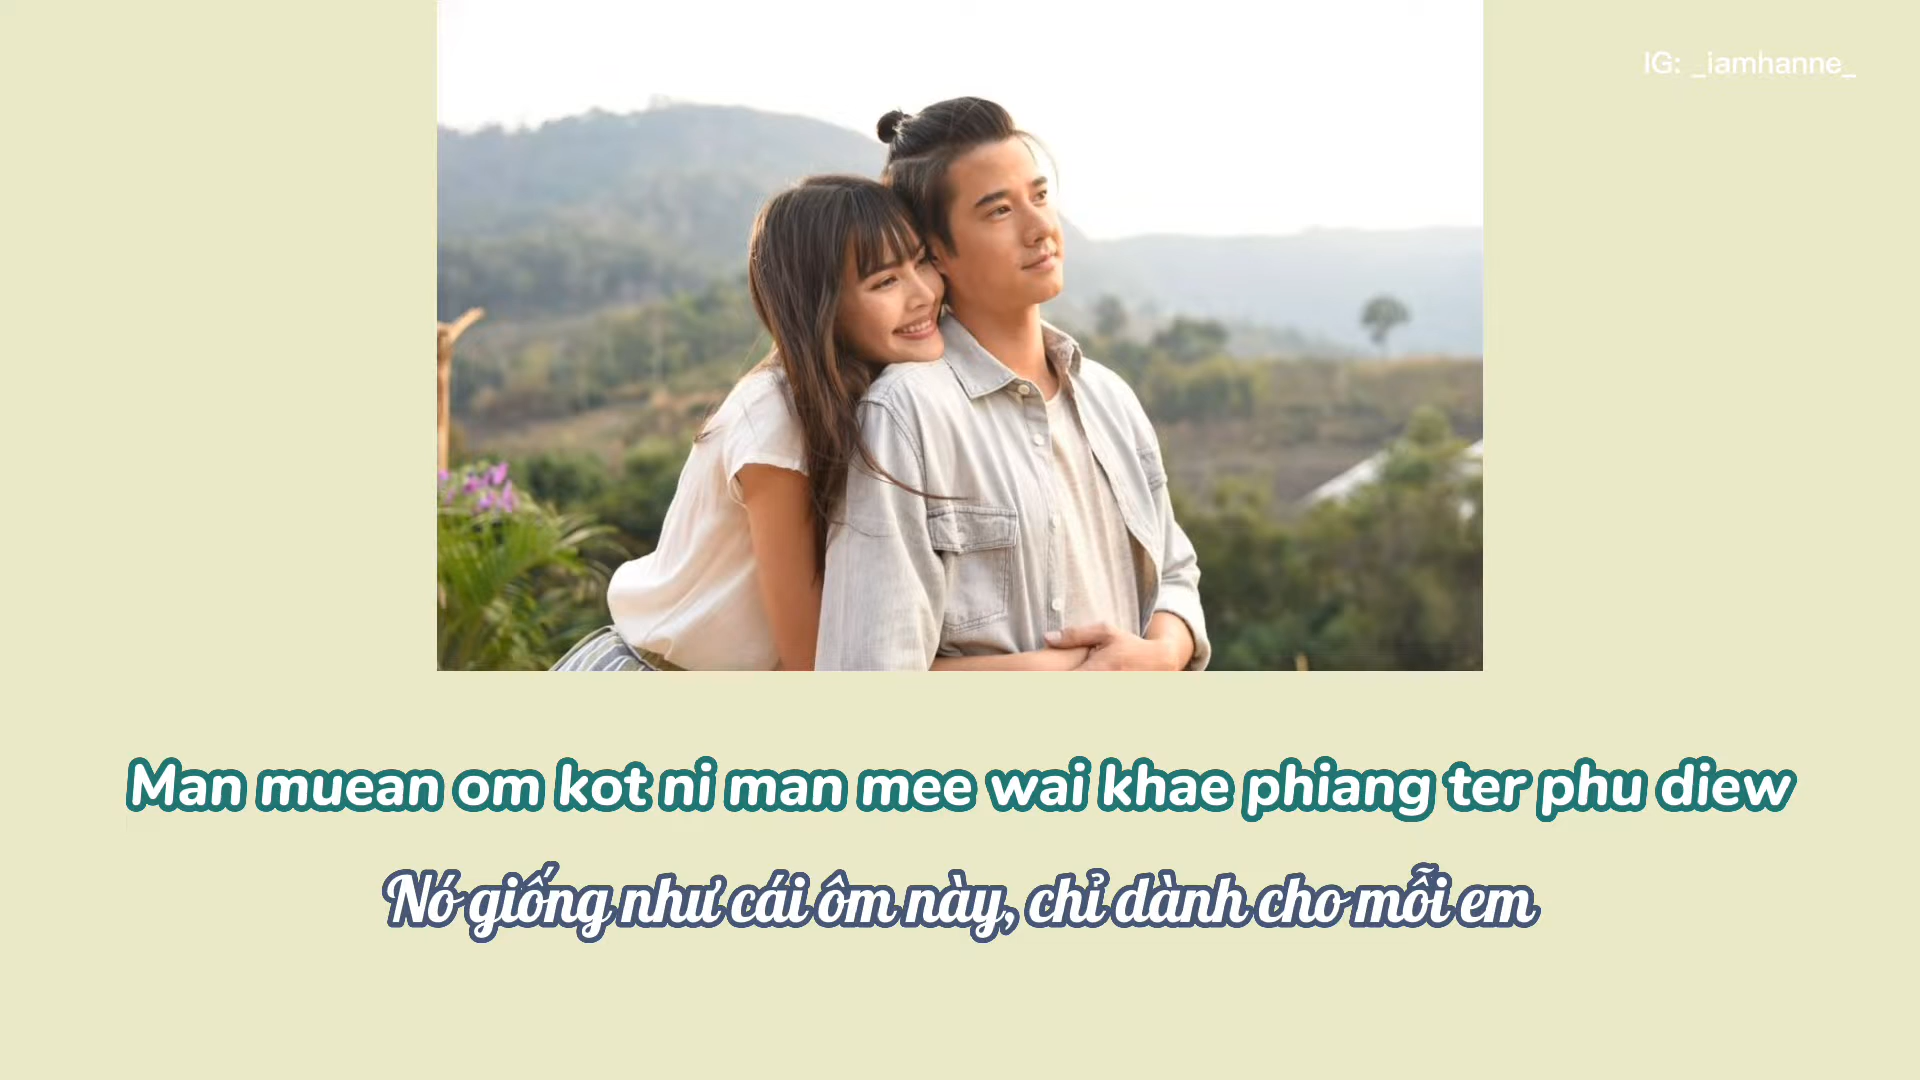 IG: _iamhanne_
Man muean om kot ni man mee wai khae phiang ter phu diew
Nó giống như cái ôm này, chỉ dành cho mỗi em